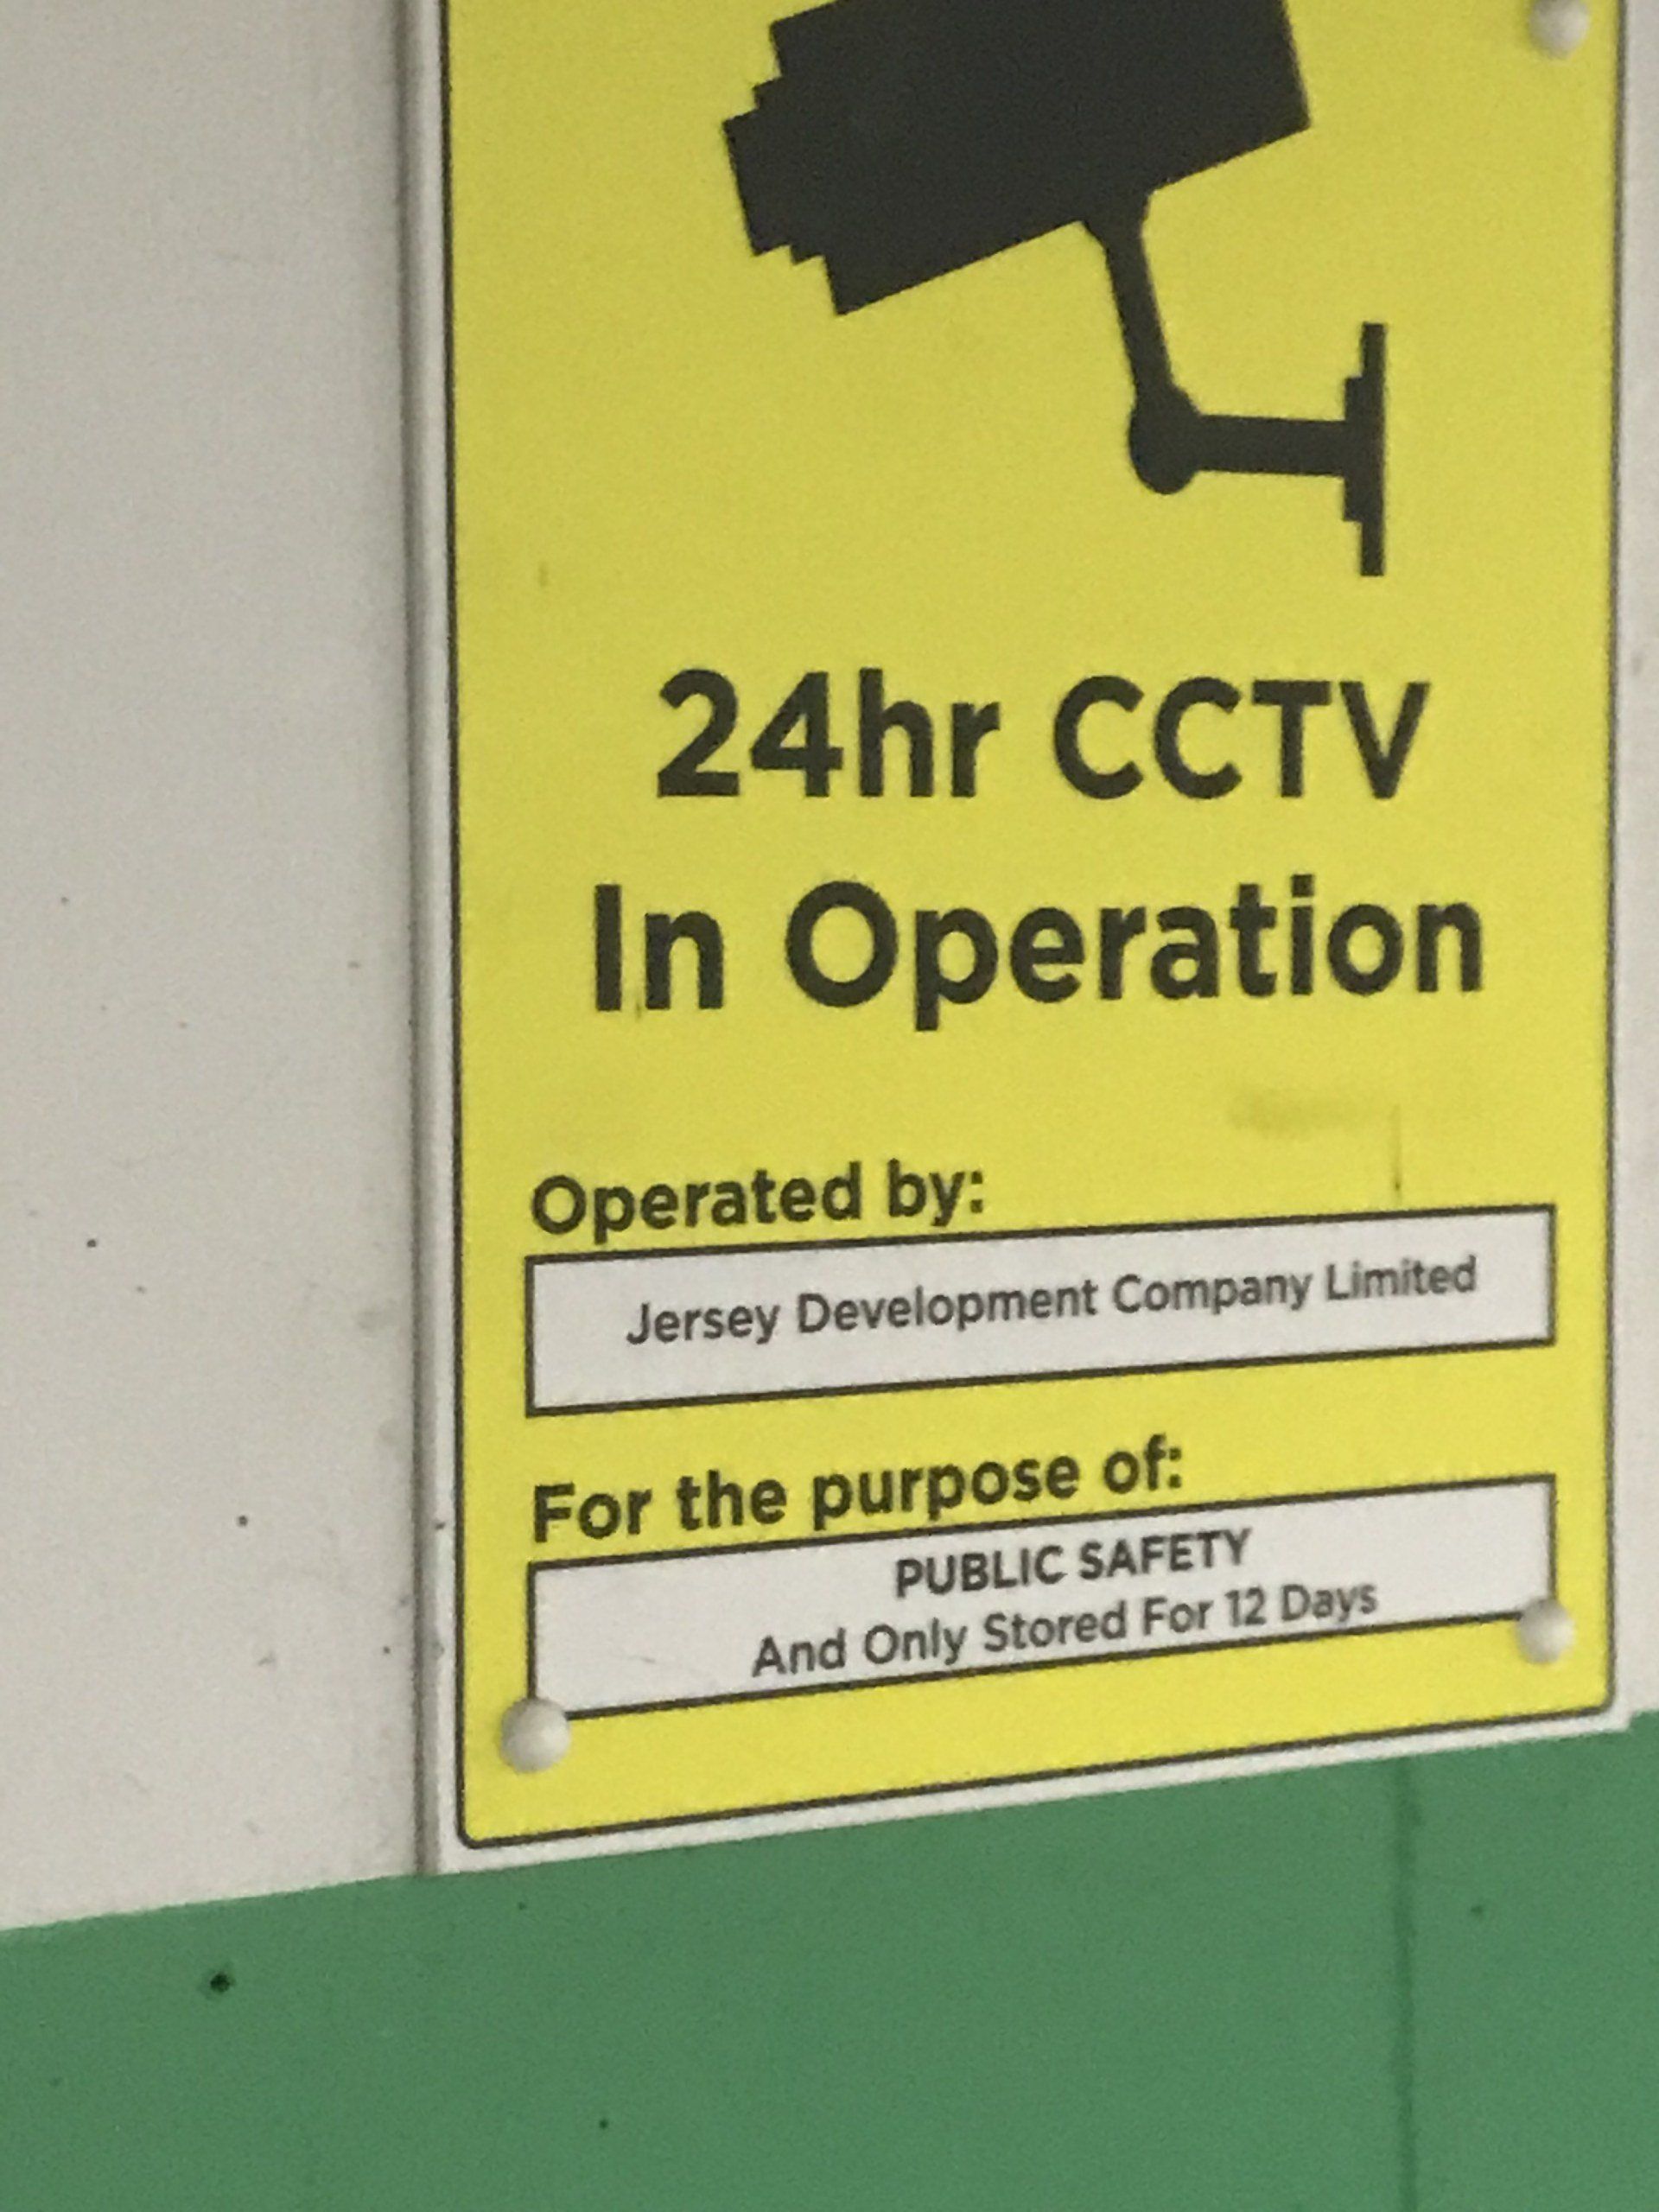 24hr CCTV
In Operation
Operated by:
Jersey Development Company Limited
For the purpose of:
PUBLIC SAFETY
And Only Stored For 12 Days